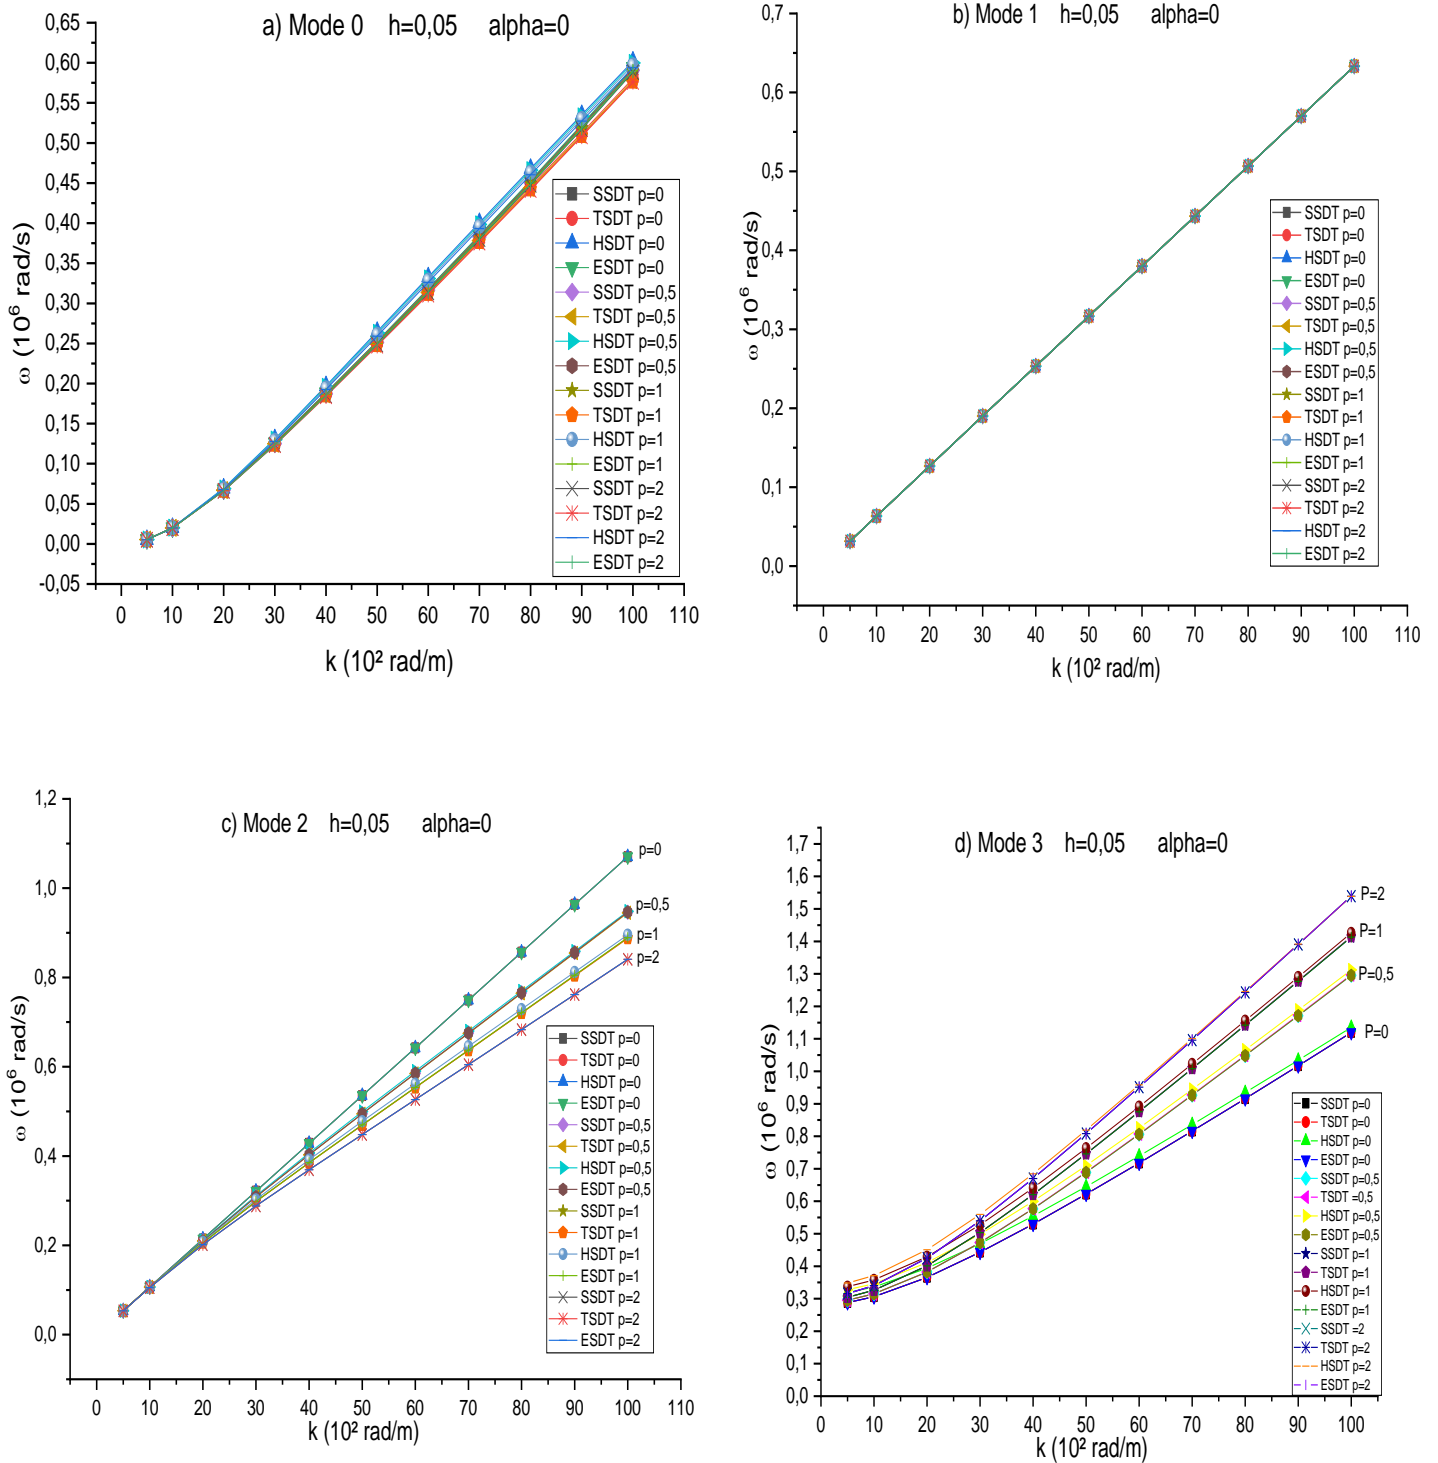 a) Mode 0 h=0,05 alpha=0
0,65
0,60
0,55
0,50
0,45
0,40
0,35
0,30
0,25
0,20
0,15
0,10
0,05
0,00
-0,05
ω (10⁶ rad/s)
SSDT p=0
TSDT p=0
HSDT p=0
ESDT p=0
SSDT p=0,5
TSDT p=0,5
HSDT p=0,5
ESDT p=0,5
SSDT p=1
TSDT p=1
HSDT p=1
ESDT p=1
SSDT p=2
TSDT p=2
HSDT p=2
ESDT p=2
0 10 20 30 40 50 60 70 80 90 100 110
k (10² rad/m)
b) Mode 1 h=0,05 alpha=0
0,7
0,6
0,5
0,4
0,3
0,2
0,1
0,0
ω (10⁶ rad/s)
SSDT p=0
TSDT p=0
HSDT p=0
ESDT p=0
SSDT p=0,5
TSDT p=0,5
HSDT p=0,5
ESDT p=0,5
SSDT p=1
TSDT p=1
HSDT p=1
ESDT p=1
SSDT p=2
TSDT p=2
HSDT p=2
ESDT p=2
0 10 20 30 40 50 60 70 80 90 100 110
k (10² rad/m)
c) Mode 2 h=0,05 alpha=0
1,2
1,0
0,8
0,6
0,4
0,2
0,0
ω (10⁶ rad/s)
p=0
p=0,5
p=1
p=2
SSDT p=0
TSDT p=0
HSDT p=0
ESDT p=0
SSDT p=0,5
TSDT p=0,5
HSDT p=0,5
ESDT p=0,5
SSDT p=1
TSDT p=1
HSDT p=1
ESDT p=1
SSDT p=2
TSDT p=2
ESDT p=2
0 10 20 30 40 50 60 70 80 90 100 110
k (10² rad/m)
d) Mode 3 h=0,05 alpha=0
1,7
1,6
1,5
1,4
1,3
1,2
1,1
1,0
0,9
0,8
0,7
0,6
0,5
0,4
0,3
0,2
0,1
0,0
ω (10⁶ rad/s)
P=2
P=1
P=0,5
P=0
SSDT p=0
TSDT p=0
HSDT p=0
ESDT p=0
SSDT p=0,5
TSDT =0,5
HSDT p=0,5
ESDT p=0,5
SSDT p=1
TSDT p=1
HSDT p=1
ESDT p=1
SSDT =2
TSDT p=2
HSDT p=2
ESDT p=2
0 10 20 30 40 50 60 70 80 90 100 110
k (10² rad/m)